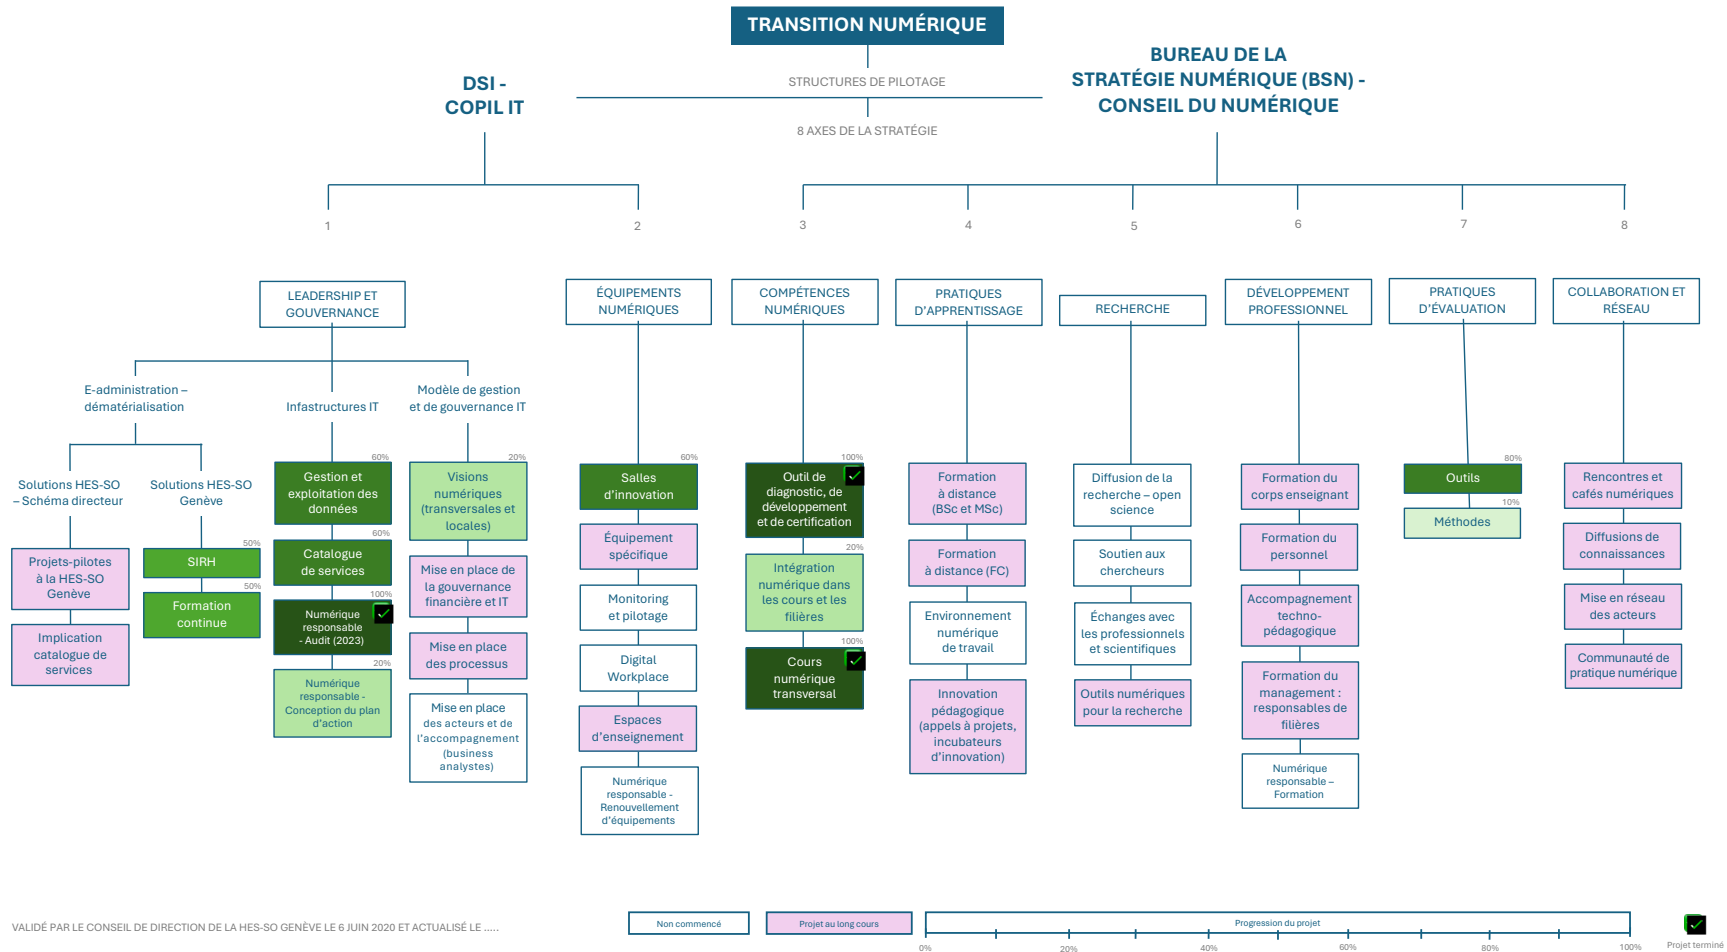 TRANSITION NUMÉRIQUE
STRUCTURES DE PILOTAGE
8 AXES DE LA STRATÉGIE
DSI -
COPIL IT
BUREAU DE LA
STRATÉGIE NUMÉRIQUE (BSN) -
CONSEIL DU NUMÉRIQUE
1
2
3
4
5
6
7
8
LEADERSHIP ET
GOUVERNANCE
ÉQUIPEMENTS
NUMÉRIQUES
COMPÉTENCES
NUMÉRIQUES
PRATIQUES
D'APPRENTISSAGE
RECHERCHE
DÉVELOPPEMENT
PROFESSIONNEL
PRATIQUES
D'ÉVALUATION
COLLABORATION ET
RÉSEAU
E-administration –
dématérialisation
Infastructures IT
Modèle de gestion
et de gouvernance IT
Solutions HES-SO
– Schéma directeur
Projets-pilotes
à la HES-SO
Genève
Implication
catalogue de
services
Solutions HES-SO
Genève
50%
SIRH
50%
Formation
continue
60%
Gestion et
exploitation des
données
60%
Catalogue
de services
100%
Numérique
responsable
- Audit (2023)
20%
Numérique
responsable -
Conception du plan
d'action
20%
Visions
numériques
(transversales et
locales)
Mise en place de
la gouvernance
financière et IT
Mise en place
des processus
Mise en place
des acteurs et de
l'accompagnement
(business
analystes)
60%
Salles
d'innovation
Équipement
spécifique
Monitoring
et pilotage
Digital
Workplace
Espaces
d'enseignement
Numérique
responsable -
Renouvellement
d'équipements
100%
Outil de
diagnostic, de
développement
et de certification
20%
Intégration
numérique dans
les cours et les
filières
100%
Cours
numérique
transversal
Formation
à distance
(BSc et MSc)
Formation
à distance (FC)
Environnement
numérique
de travail
Innovation
pédagogique
(appels à projets,
incubateurs
d'innovation)
Diffusion de la
recherche – open
science
Soutien aux
chercheurs
Échanges avec
les professionnels
et scientifiques
Outils numériques
pour la recherche
Formation du
corps enseignant
Formation du
personnel
Accompagnement
techno-
pédagogique
Formation du
management :
responsables de
filières
Numérique
responsable –
Formation
80%
Outils
10%
Méthodes
Rencontres et
cafés numériques
Diffusions de
connaissances
Mise en réseau
des acteurs
Communauté de
pratique numérique
VALIDÉ PAR LE CONSEIL DE DIRECTION DE LA HES-SO GENÈVE LE 6 JUIN 2020 ET ACTUALISÉ LE .....
Non commencé
Projet au long cours
Progression du projet
0%
20%
40%
60%
80%
100%
Projet terminé